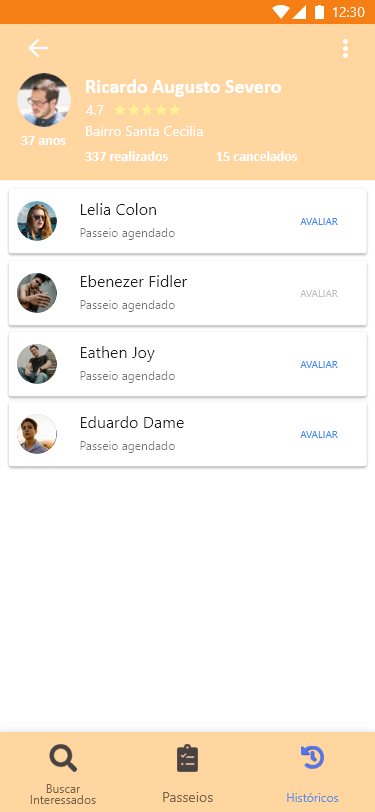 12:30
Ricardo Augusto Severo
4,7
37 anos
Bairro Santa Cecilia
337 realizados 15 cancelados
Lelia Colon
Passeio agendado
AVALIAR
Ebenezer Fidler
Passeio agendado
AVALIAR
Eathen Joy
Passeio agendado
AVALIAR
Eduardo Dame
Passeio agendado
AVALIAR
Buscar
Interessados
Passeios
Históricos